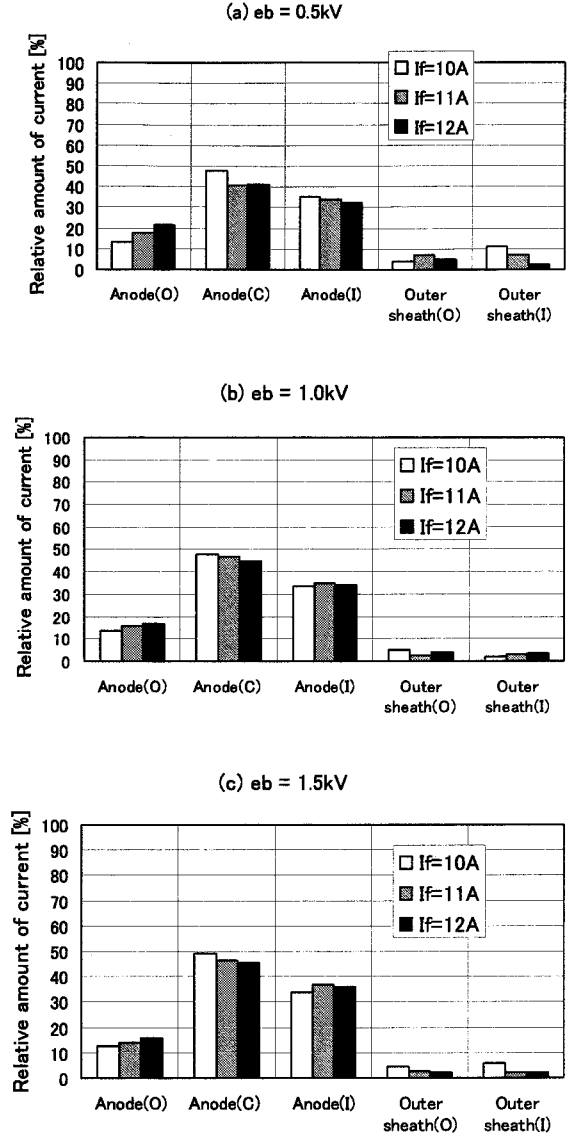 (a) eb = 0.5kV
Relative amount of current [%]
100
90
80
70
60
50
40
30
20
10
0
If=10A
If=11A
If=12A
Anode(O)
Anode(C)
Anode(I)
Outer
sheath(O)
Outer
sheath(I)
(b) eb = 1.0kV
Relative amount of current [%]
100
90
80
70
60
50
40
30
20
10
0
If=10A
If=11A
If=12A
Anode(O)
Anode(C)
Anode(I)
Outer
sheath(O)
Outer
sheath(I)
(c) eb = 1.5kV
Relative amount of current [%]
100
90
80
70
60
50
40
30
20
10
0
If=10A
If=11A
If=12A
Anode(O)
Anode(C)
Anode(I)
Outer
sheath(O)
Outer
sheath(I)